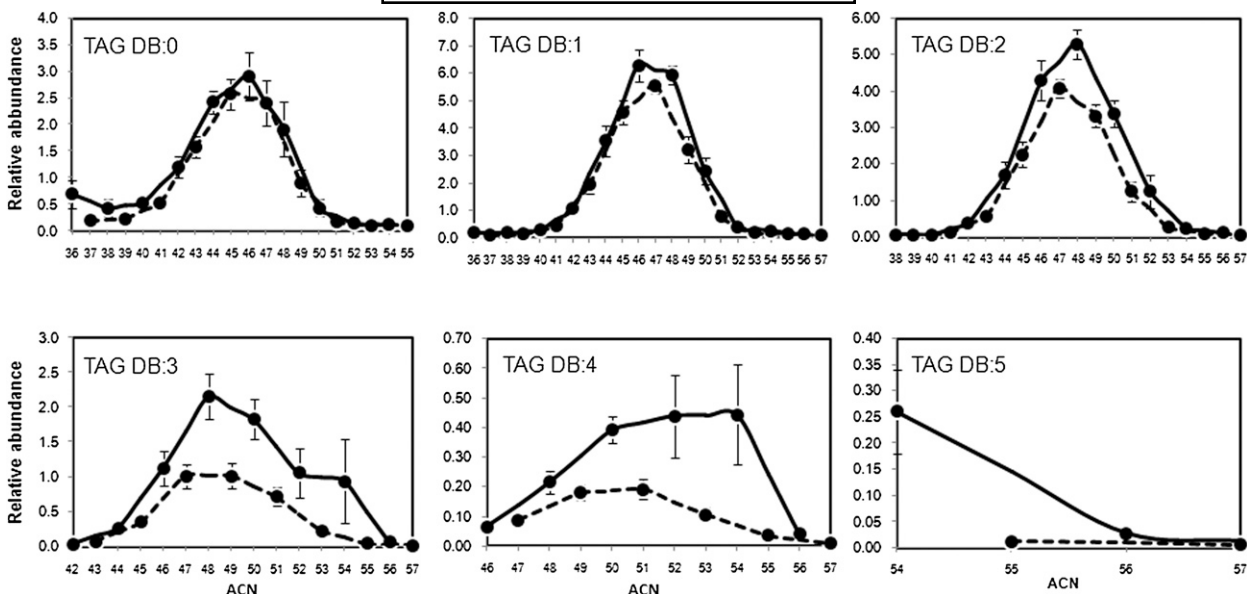 TAG DB:0
Relative abbundance
4.0
3.5
3.0
2.5
2.0
1.5
1.0
0.5
0.0
36 37 38 39 40 41 42 43 44 45 46 47 48 49 50 51 52 53 54 55
TAG DB:1
8.0
7.0
6.0
5.0
4.0
3.0
2.0
1.0
0.0
36 37 38 39 40 41 42 43 44 45 46 47 48 49 50 51 52 53 54 55 56 57
TAG DB:2
6.00
5.00
4.00
3.00
2.00
1.00
0.00
38 39 40 41 42 43 44 45 46 47 48 49 50 51 52 53 54 55 56 57
TAG DB:3
Relative abundance
3.0
2.5
2.0
1.5
1.0
0.5
0.0
42 43 44 45 46 47 48 49 50 51 52 53 54 55 56 57
ACN
TAG DB:4
0.70
0.60
0.50
0.40
0.30
0.20
0.10
0.00
46 47 48 49 50 51 52 53 54 55 56 57
ACN
TAG DB:5
0.40
0.35
0.30
0.25
0.20
0.15
0.10
0.05
0.00
54 55 56 57
ACN